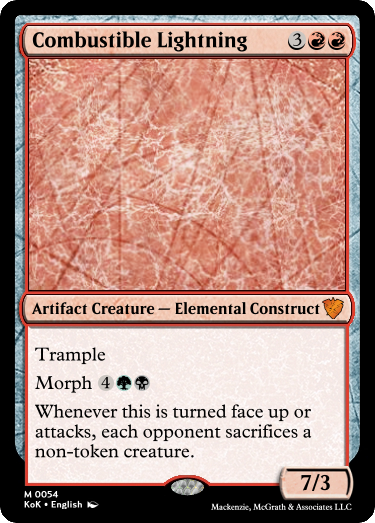 Combustible Lightning 3
Artifact Creature — Elemental Construct
Trample
Morph 4
Whenever this is turned face up or
attacks, each opponent sacrifices a
non-token creature.
7/3
M 0054
KoK • English
Mackenzie, McGrath & Associates LLC